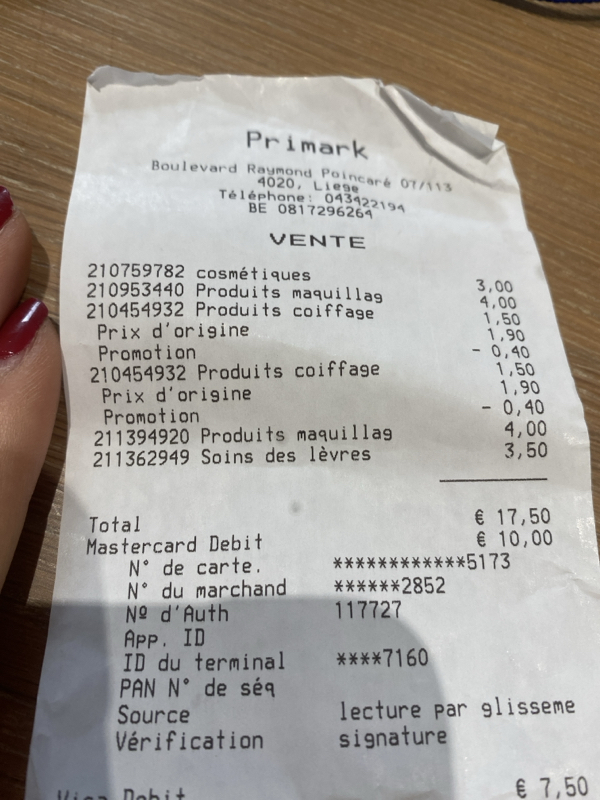 Primark
Boulevard Raymond Poincaré 07/113
4020, Liege
Téléphone: 043422194
BE 0817296264
VENTE
210759782 cosmétiques 3,00
210953440 Produits maquillag 4,00
210454932 Produits coiffage 1,50
Prix d'origine 1,90
Promotion - 0,40
210454932 Produits coiffage 1,50
Prix d'origine 1,90
Promotion - 0,40
211394920 Produits maquillag 4,00
211362949 Soins des lèvres 3,50
Total € 17,50
Mastercard Debit € 10,00
N° de carte. ************5173
N° du marchand ******2852
Nº d'Auth 117727
App. ID
ID du terminal ****7160
PAN N° de séq
Source lecture par glisseme
Vérification signature
Visa Debit € 7,50